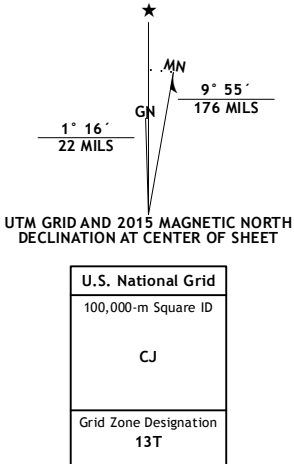 MN
GN
9° 55´
176 MILS
1° 16´
22 MILS
UTM GRID AND 2015 MAGNETIC NORTH
DECLINATION AT CENTER OF SHEET
U.S. National Grid
100,000-m Square ID
CJ
Grid Zone Designation
13T